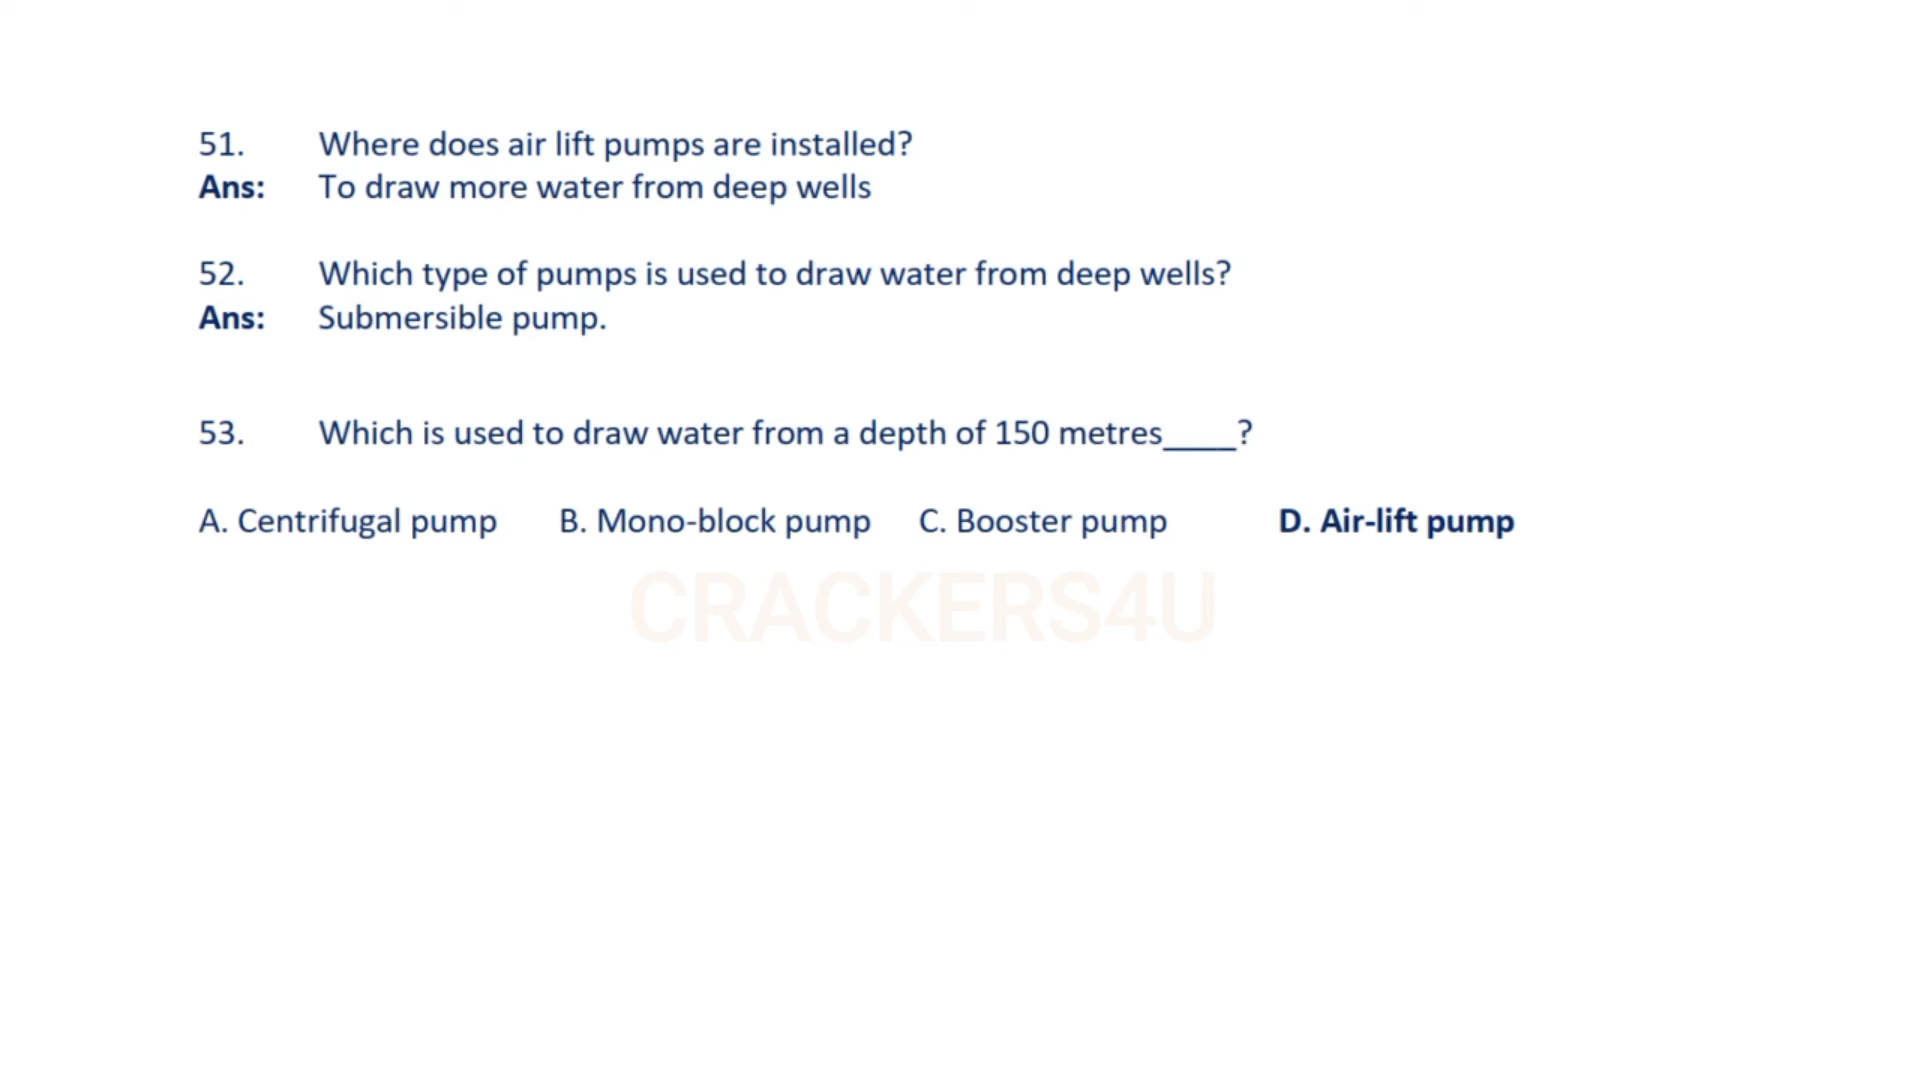 51. Where does air lift pumps are installed?
Ans: To draw more water from deep wells
52. Which type of pumps is used to draw water from deep wells?
Ans: Submersible pump.
53. Which is used to draw water from a depth of 150 metres____?
A. Centrifugal pump B. Mono-block pump C. Booster pump D. Air-lift pump
CRACKERS4U